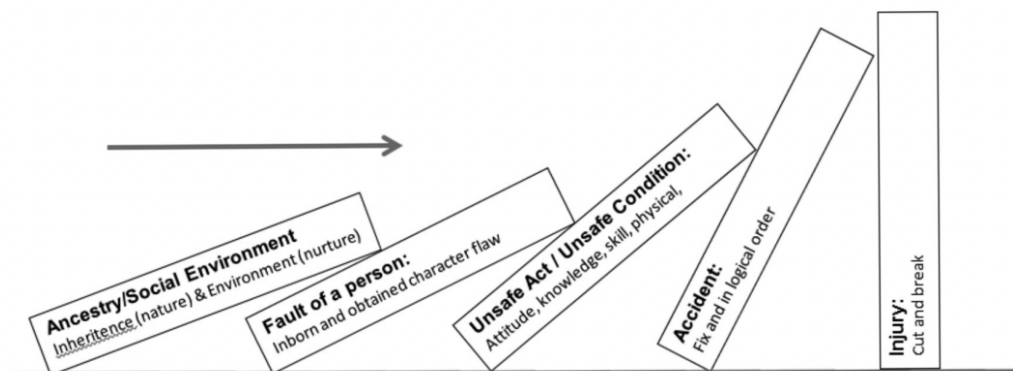 Ancestry/Social Environment
Inheritence (nature) & Environment (nurture)
Fault of a person:
Inborn and obtained character flaw
Unsafe Act / Unsafe Condition:
Attitude, knowledge, skill, physical,
Accident:
Fix and in logical order
Injury:
Cut and break